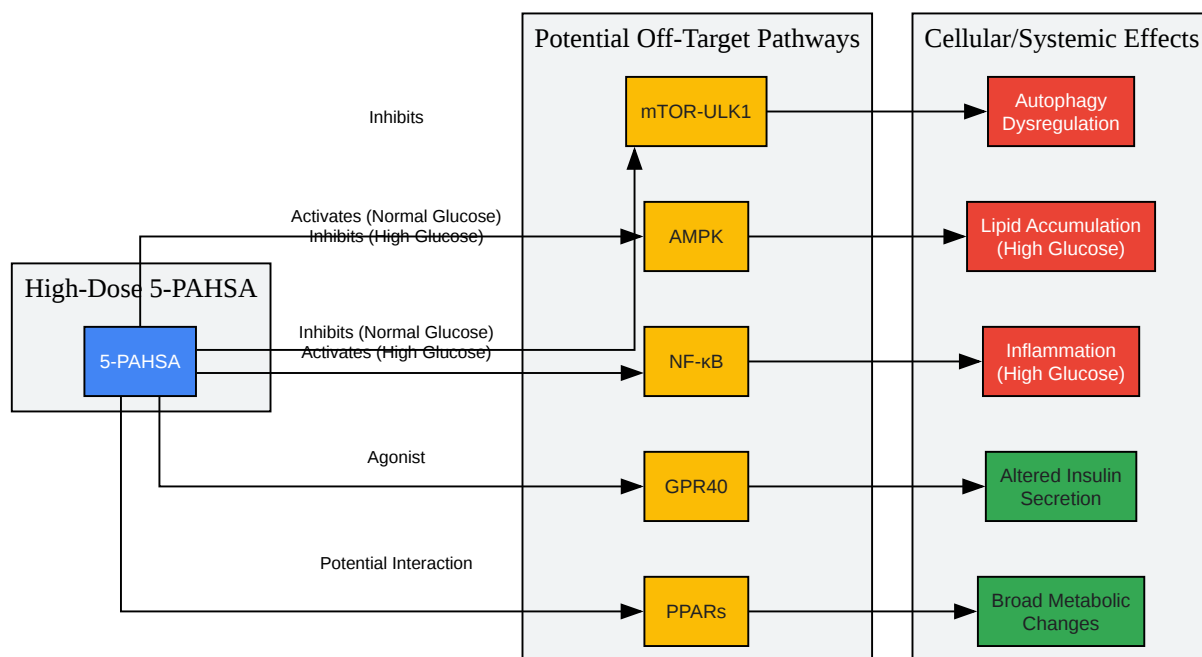 Potential Off-Target Pathways
Cellular/Systemic Effects
Inhibits
mTOR-ULK1
Autophagy
Dysregulation
Activates (Normal Glucose)
Inhibits (High Glucose)
AMPK
Lipid Accumulation
(High Glucose)
High-Dose 5-PAHSA
5-PAHSA
Inhibits (Normal Glucose)
Activates (High Glucose)
NF-κB
Inflammation
(High Glucose)
Agonist
GPR40
Altered Insulin
Secretion
Potential Interaction
PPARs
Broad Metabolic
Changes